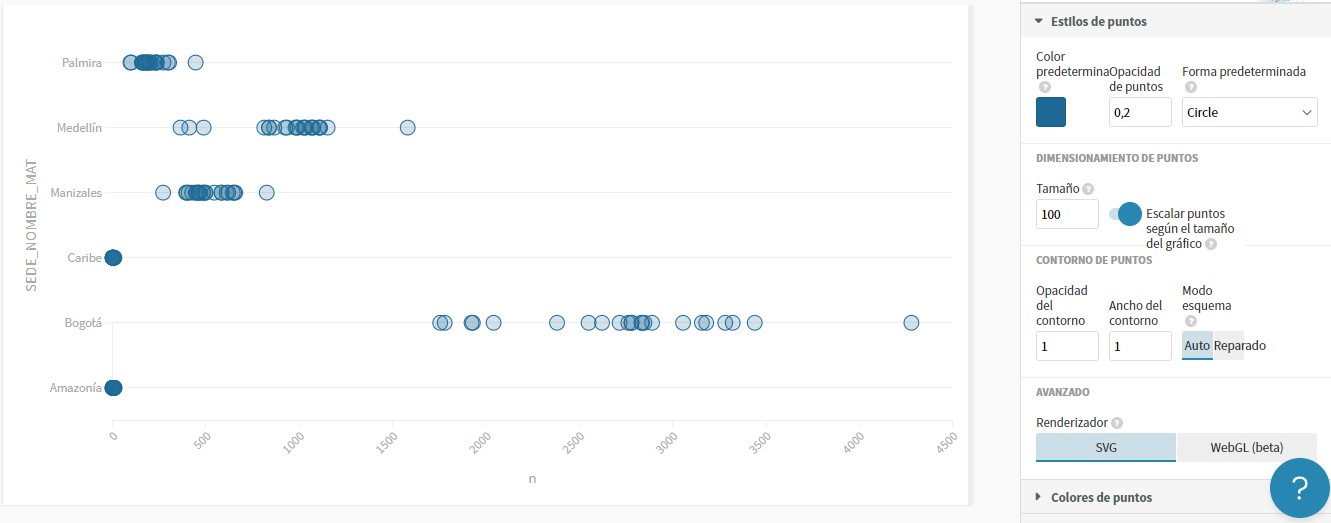 Palmira
Medellín
Manizales
Caribe
Bogotá
Amazonía
SEDE_NOMBRE_MAT
0
500
1000
1500
2000
2500
3000
3500
4000
4500
n
Estilos de puntos
Color
predetermina
?
Opacidad
de puntos
0,2
Forma predeterminada
?
Circle
DIMENSIONAMIENTO DE PUNTOS
Tamaño ?
100
Escalar puntos
según el tamaño
del gráfico ?
CONTORNO DE PUNTOS
Opacidad
del
contorno
1
Ancho del
contorno
1
Modo
esquema
?
Auto Reparado
AVANZADO
Renderizador ?
SVG WebGL (beta)
Colores de puntos
?